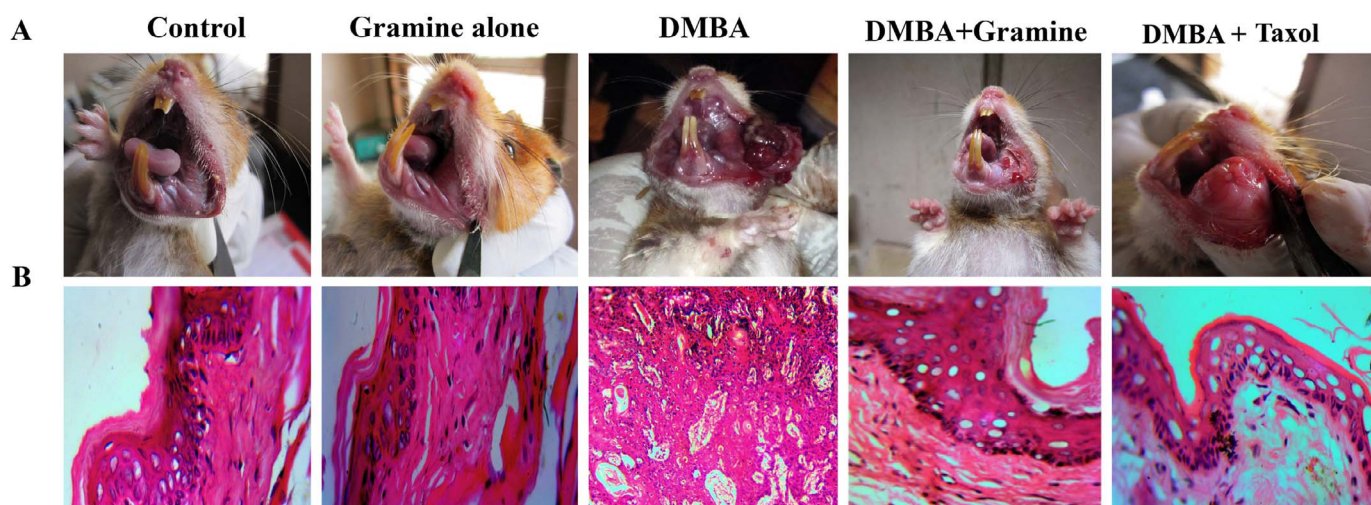 A
Control
Gramine alone
DMBA
DMBA+Gramine
DMBA + Taxol
B